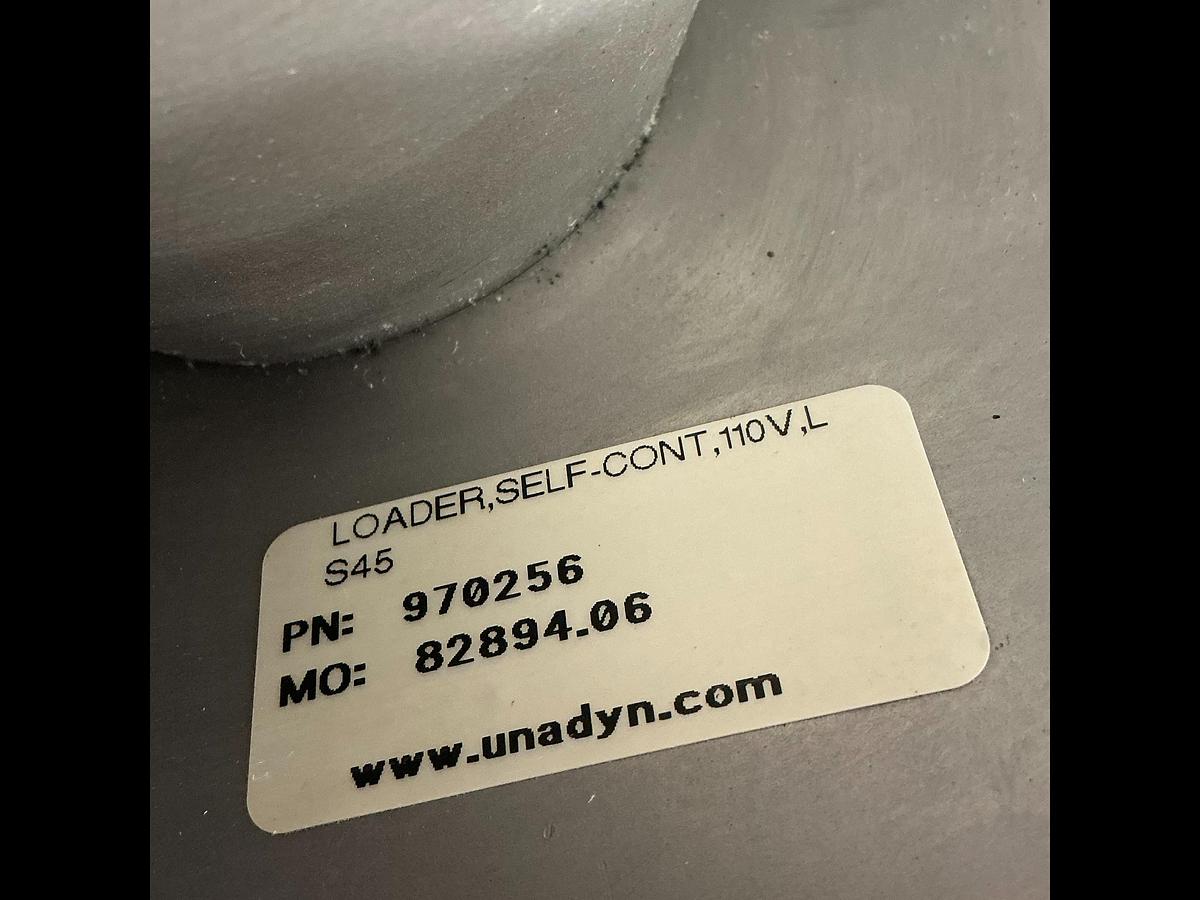 LOADER,SELF-CONT,110V,L
S45
PN: 970256
MO: 82894.06
www.unadyn.com